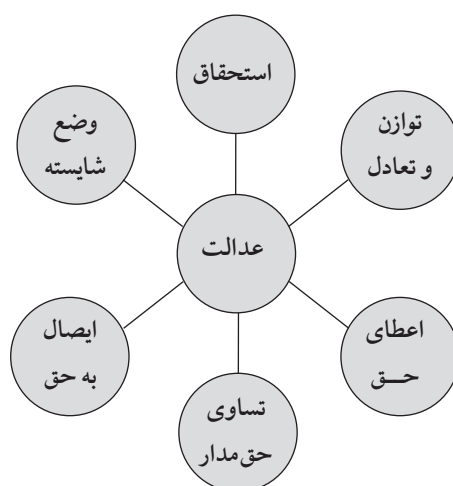 استحقاق
توازن
و تعادل
وضع
شایسته
عدالت
اعطای
حق
ایصال
به حق
تساوی
حق‌مدار